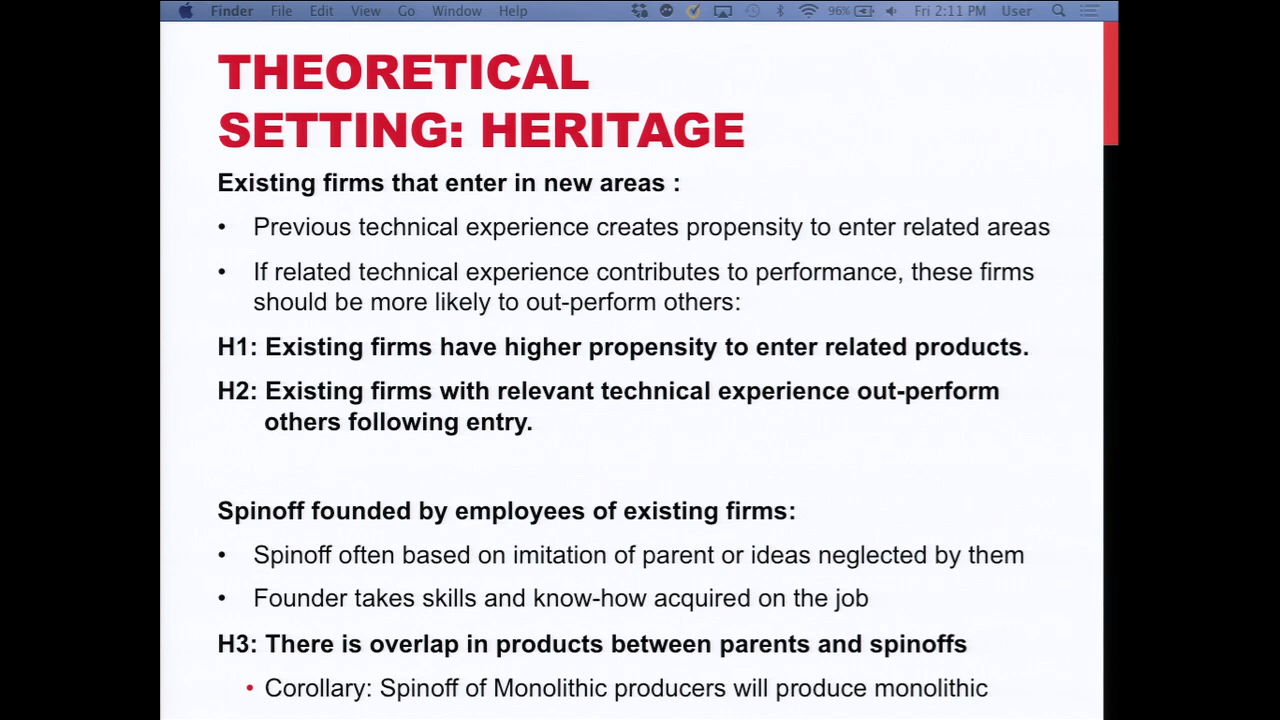 Finder File Edit View Go Window Help 96% Fri 2:11 PM User
THEORETICAL
SETTING: HERITAGE
Existing firms that enter in new areas :
• Previous technical experience creates propensity to enter related areas
• If related technical experience contributes to performance, these firms
should be more likely to out-perform others:
H1: Existing firms have higher propensity to enter related products.
H2: Existing firms with relevant technical experience out-perform
others following entry.
Spinoff founded by employees of existing firms:
• Spinoff often based on imitation of parent or ideas neglected by them
• Founder takes skills and know-how acquired on the job
H3: There is overlap in products between parents and spinoffs
• Corollary: Spinoff of Monolithic producers will produce monolithic